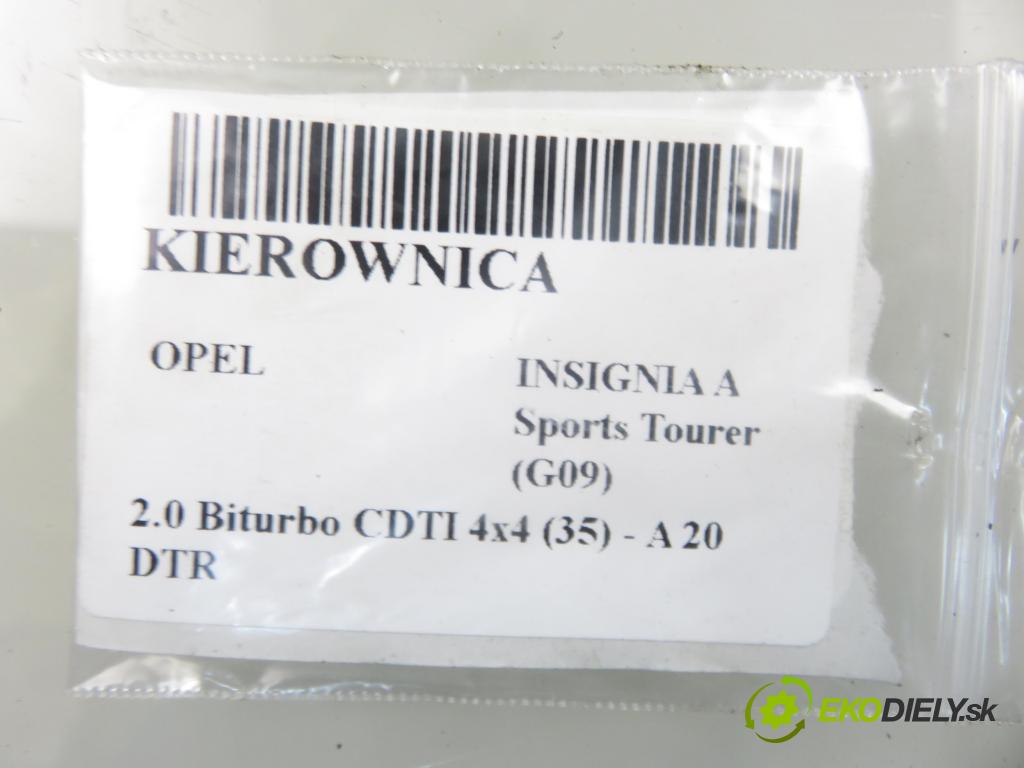 KIEROWNICA
OPEL
INSIGNIA A
Sports Tourer
(G09)
2.0 Biturbo CDTI 4x4 (35) - A 20
DTR
EKODIELY.sk